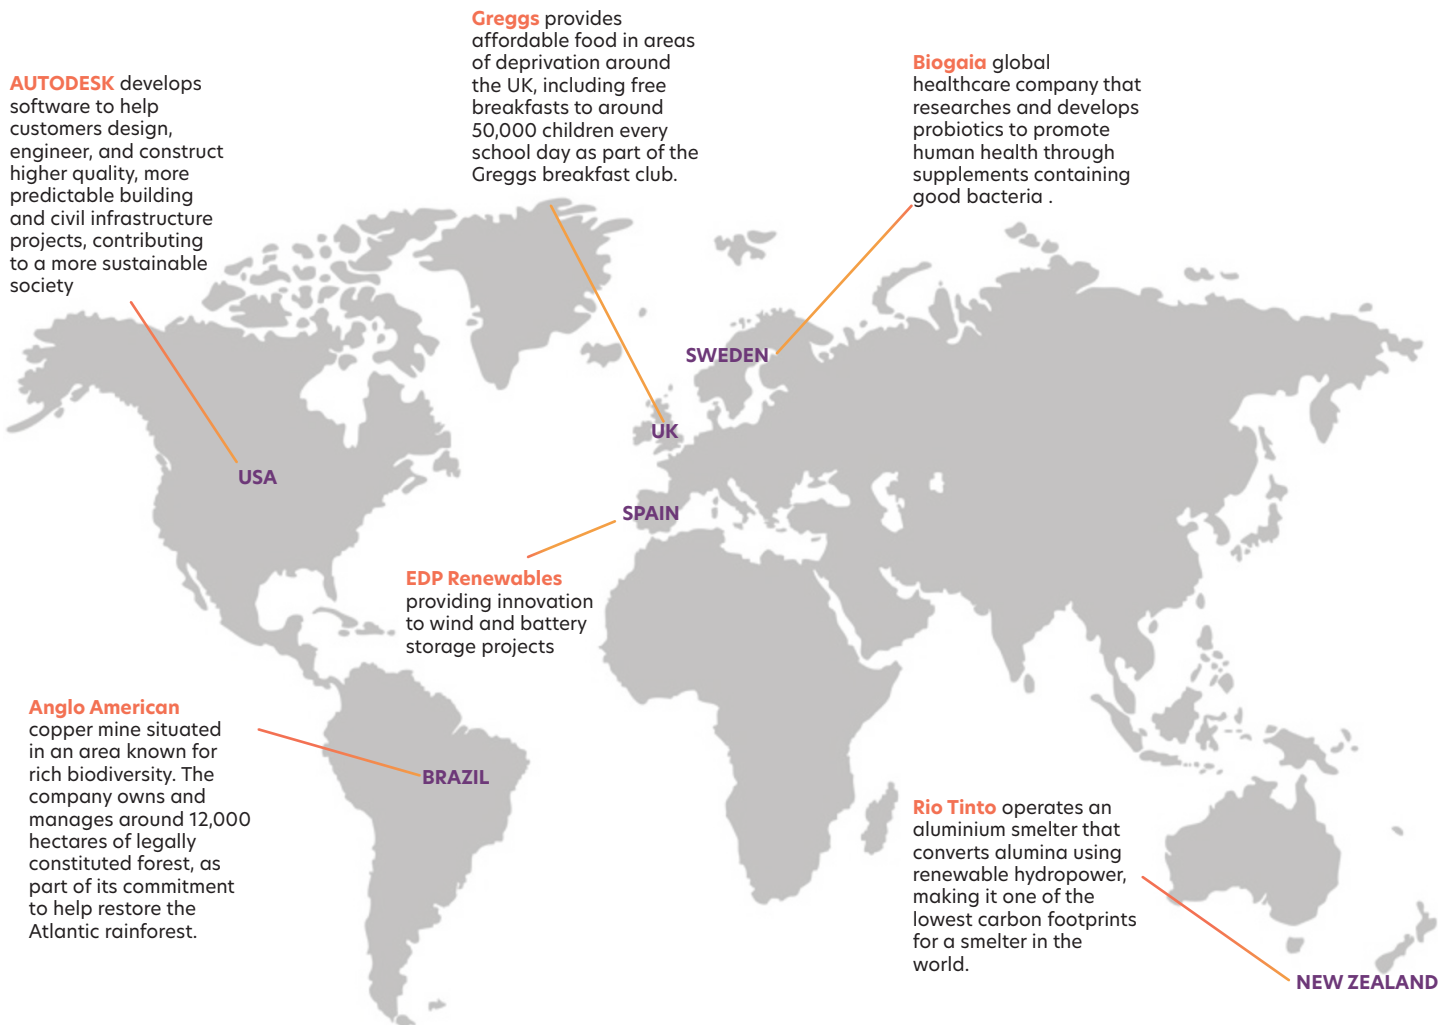 Greggs provides
affordable food in areas
of deprivation around
the UK, including free
breakfasts to around
50,000 children every
school day as part of the
Greggs breakfast club.
Biogaia global
healthcare company that
researches and develops
probiotics to promote
human health through
supplements containing
good bacteria .
AUTODESK develops
software to help
customers design,
engineer, and construct
higher quality, more
predictable building
and civil infrastructure
projects, contributing
to a more sustainable
society
SWEDEN
UK
USA
SPAIN
EDP Renewables
providing innovation
to wind and battery
storage projects
Anglo American
copper mine situated
in an area known for
rich biodiversity. The
company owns and
manages around 12,000
hectares of legally
constituted forest, as
part of its commitment
to help restore the
Atlantic rainforest.
BRAZIL
Rio Tinto operates an
aluminium smelter that
converts alumina using
renewable hydropower,
making it one of the
lowest carbon footprints
for a smelter in the
world.
NEW ZEALAND